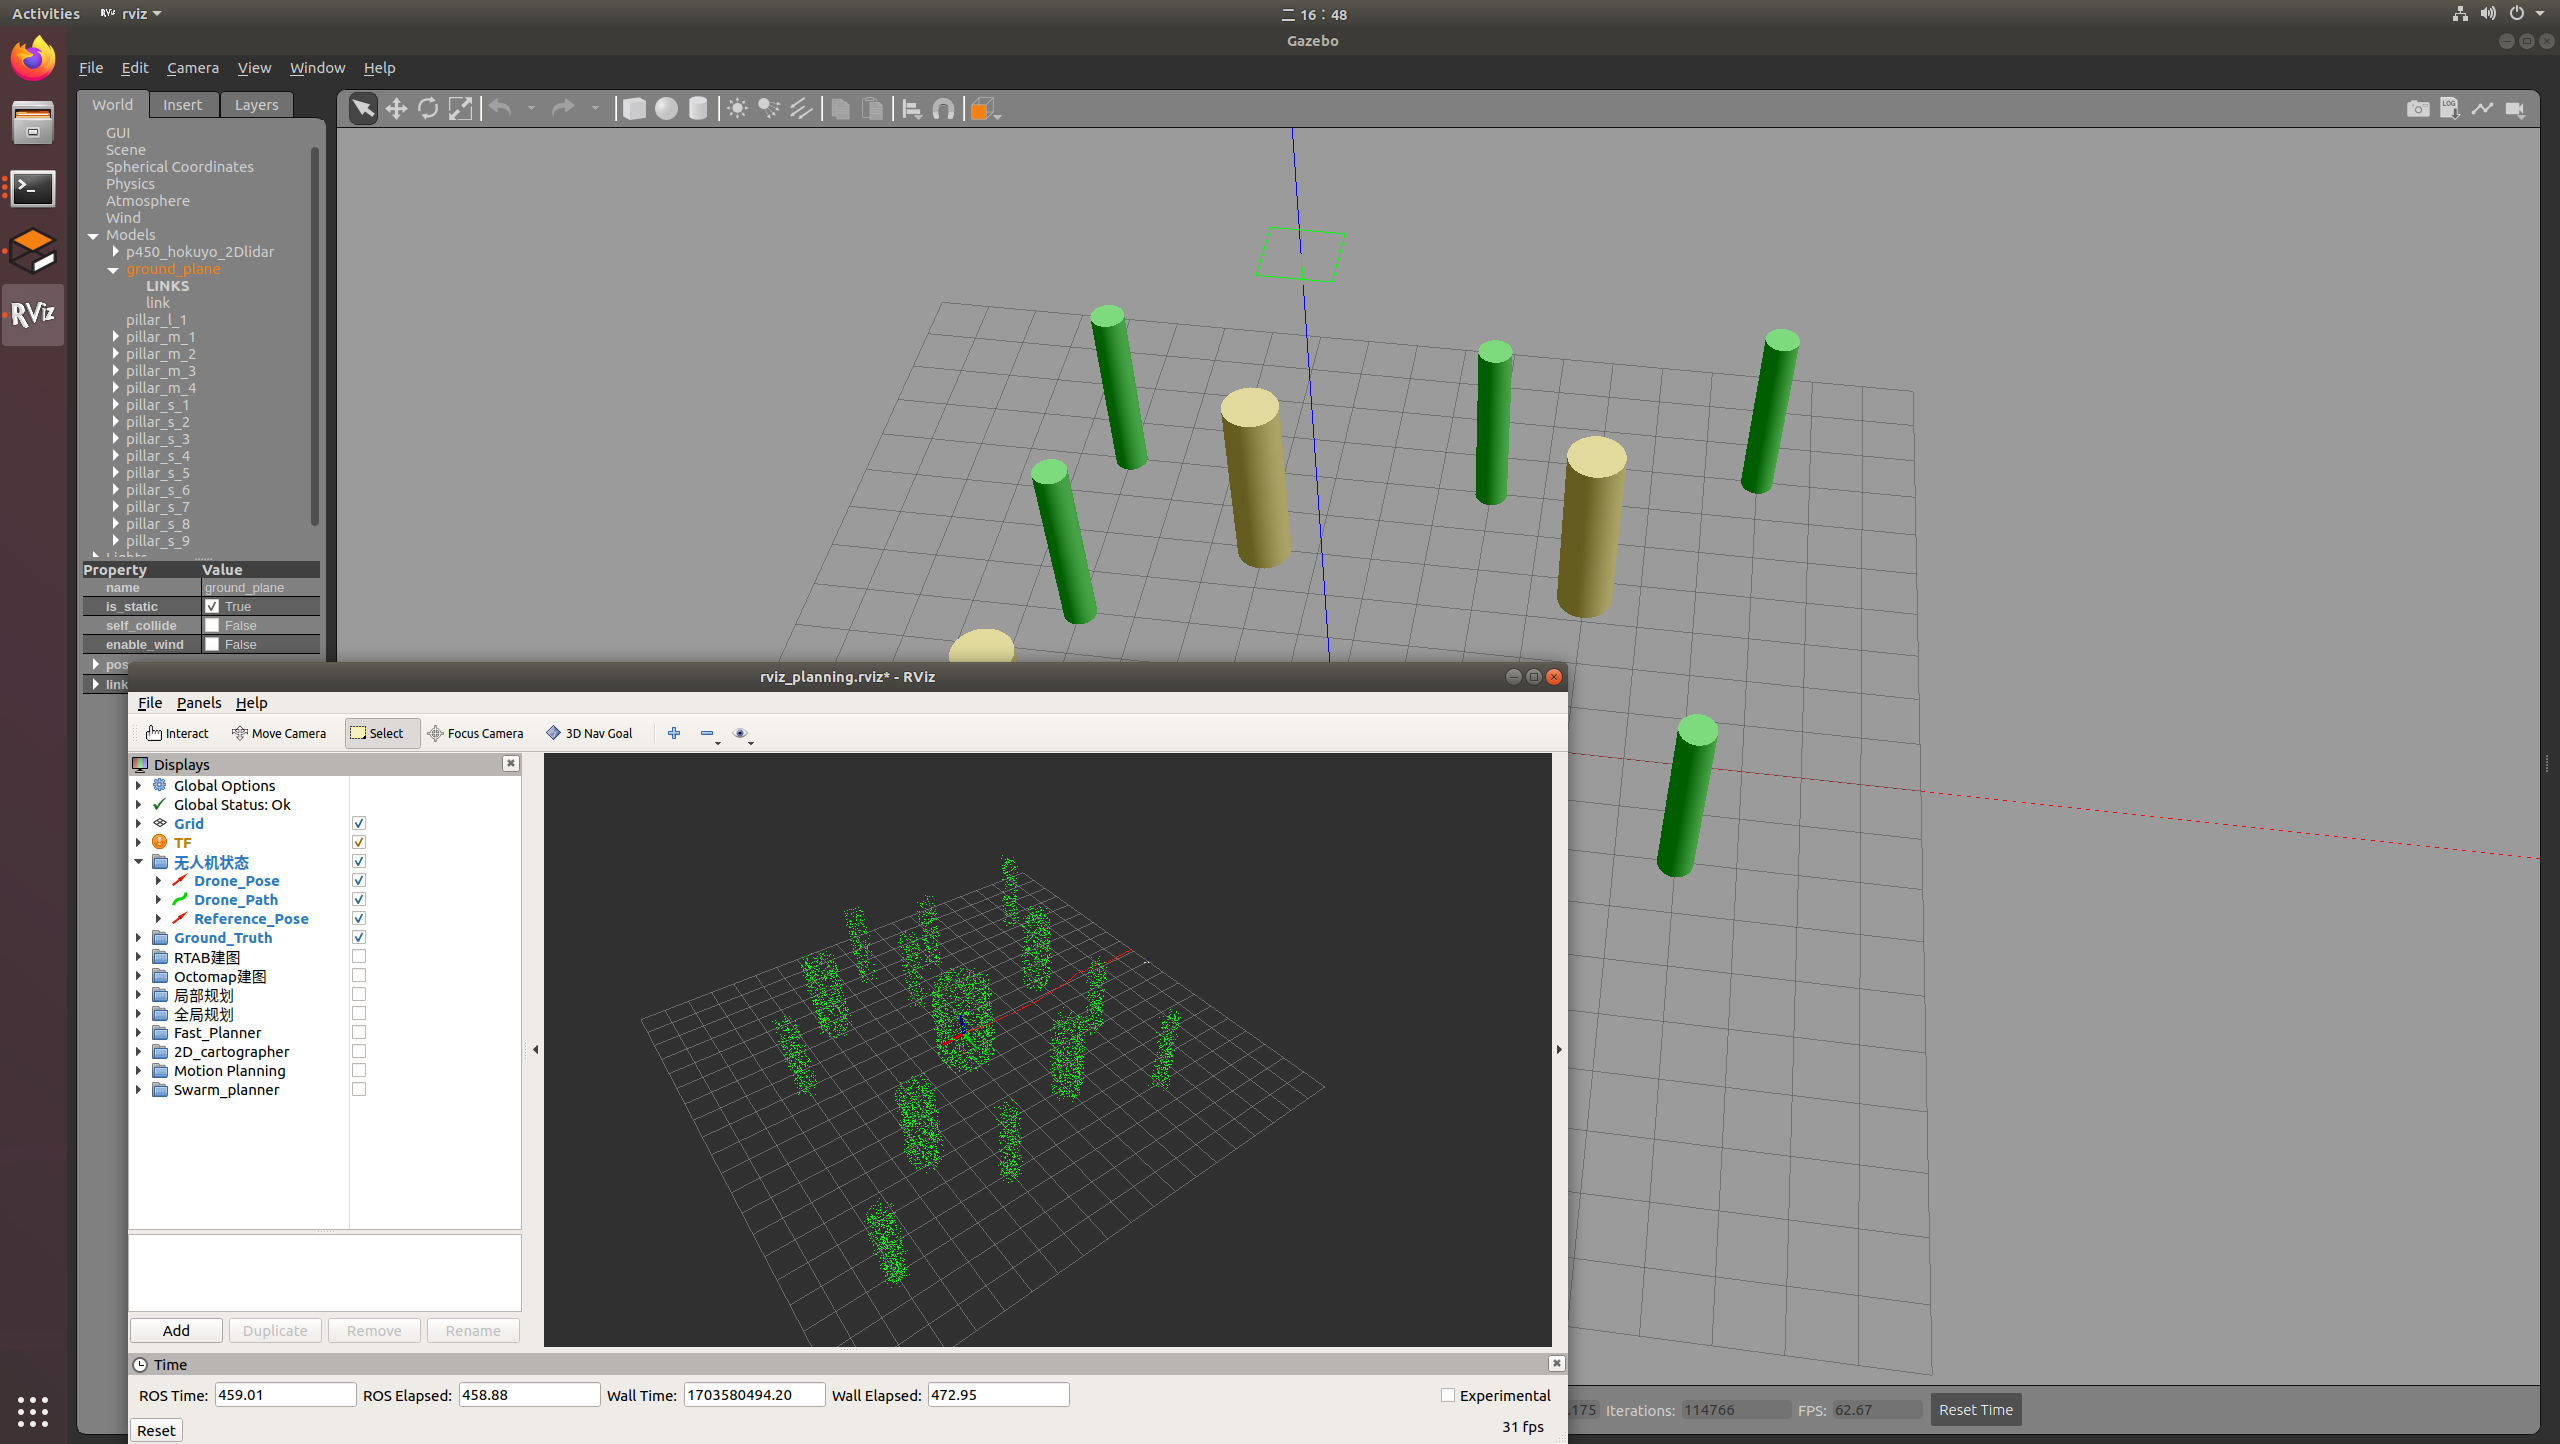 Activities rviz 二 16：48
Gazebo
File Edit Camera View Window Help
World Insert Layers
LOG
GUI
Scene
Spherical Coordinates
Physics
Atmosphere
Wind
Models
p450_hokuyo_2Dlidar
ground_plane
LINKS
link
pillar_l_1
pillar_m_1
pillar_m_2
pillar_m_3
pillar_m_4
pillar_s_1
pillar_s_2
pillar_s_3
pillar_s_4
pillar_s_5
pillar_s_6
pillar_s_7
pillar_s_8
pillar_s_9
Lights
Property Value
name ground_plane
is_static True
self_collide False
enable_wind False
pos
link
RViz
rviz_planning.rviz* - RViz
File Panels Help
Interact Move Camera Select Focus Camera 3D Nav Goal
Displays
Global Options
Global Status: Ok
Grid
TF
无人机状态
Drone_Pose
Drone_Path
Reference_Pose
Ground_Truth
RTAB建图
Octomap建图
局部规划
全局规划
Fast_Planner
2D_cartographer
Motion Planning
Swarm_planner
Add Duplicate Remove Rename
Time
ROS Time: 459.01 ROS Elapsed: 458.88 Wall Time: 1703580494.20 Wall Elapsed: 472.95 Experimental
Reset 31 fps
.175 Iterations: 114766 FPS: 62.67 Reset Time